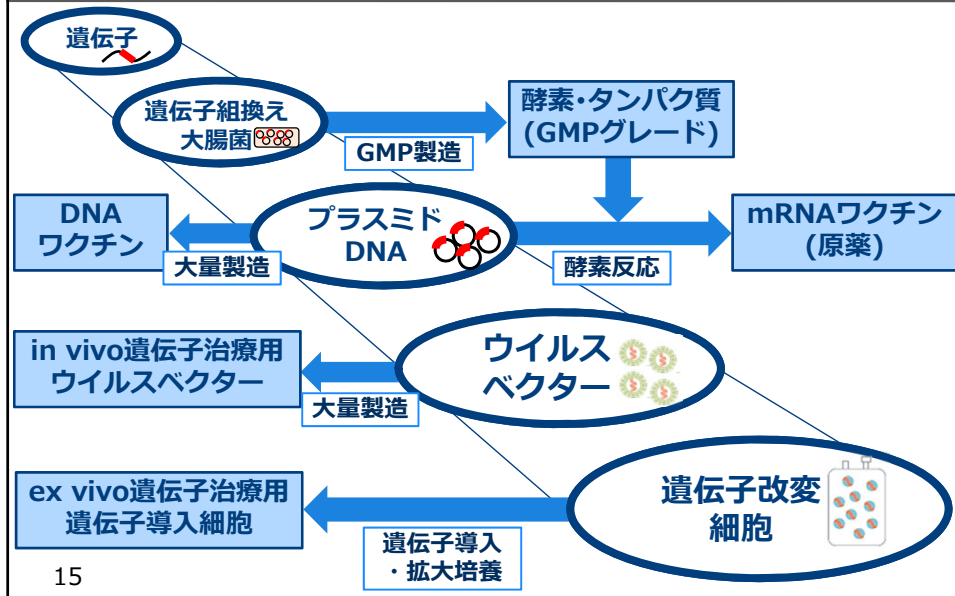 遺伝子
遺伝子組換え
大腸菌
GMP製造
酵素・タンパク質
(GMPグレード)
DNA
ワクチン
大量製造
プラスミド
DNA
酵素反応
mRNAワクチン
(原薬)
in vivo遺伝子治療用
ウイルスベクター
大量製造
ウイルス
ベクター
ex vivo遺伝子治療用
遺伝子導入細胞
遺伝子導入
・拡大培養
遺伝子改変
細胞
15